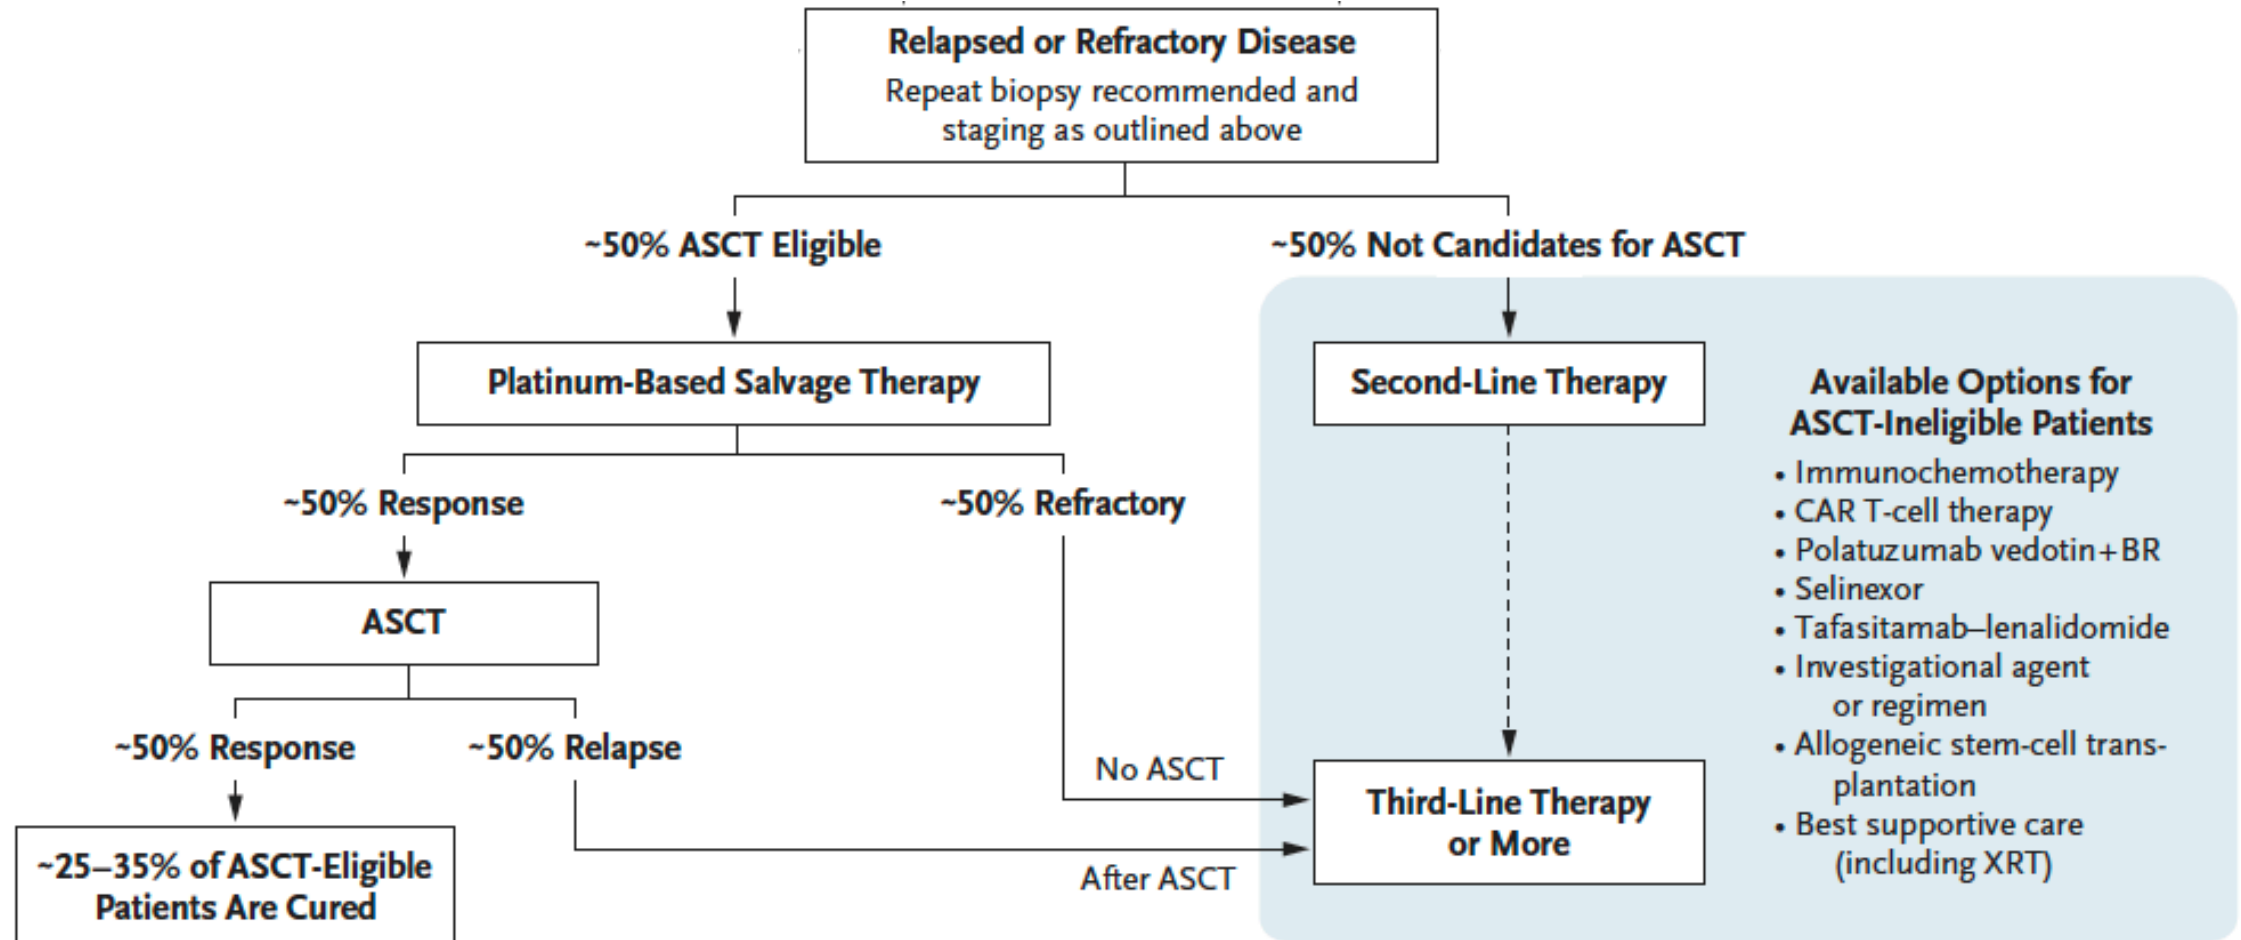 Relapsed or Refractory Disease
Repeat biopsy recommended and
staging as outlined above
~50% ASCT Eligible
~50% Not Candidates for ASCT
Platinum-Based Salvage Therapy
Second-Line Therapy
Available Options for
ASCT-Ineligible Patients
• Immunochemotherapy
• CAR T-cell therapy
• Polatuzumab vedotin+BR
• Selinexor
• Tafasitamab–lenalidomide
• Investigational agent
or regimen
• Allogeneic stem-cell trans-
plantation
• Best supportive care
(including XRT)
~50% Response
~50% Refractory
ASCT
~50% Response
~50% Relapse
No ASCT
Third-Line Therapy
or More
After ASCT
~25–35% of ASCT-Eligible
Patients Are Cured